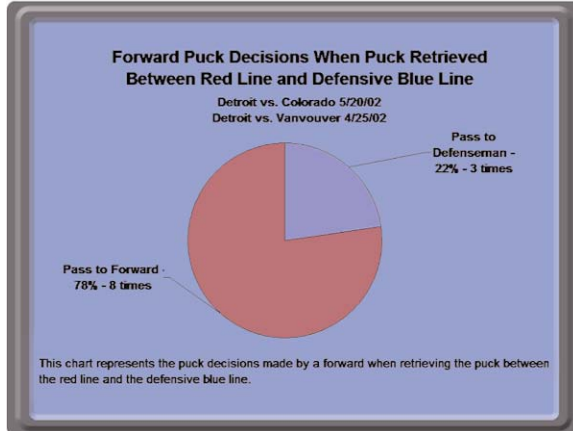 Forward Puck Decisions When Puck Retrieved
Between Red Line and Defensive Blue Line
Detroit vs. Colorado 5/20/02
Detroit vs. Vanvouver 4/25/02
Pass to
Defenseman -
22% - 3 times
Pass to Forward -
78% - 8 times
This chart represents the puck decisions made by a forward when retrieving the puck between
the red line and the defensive blue line.